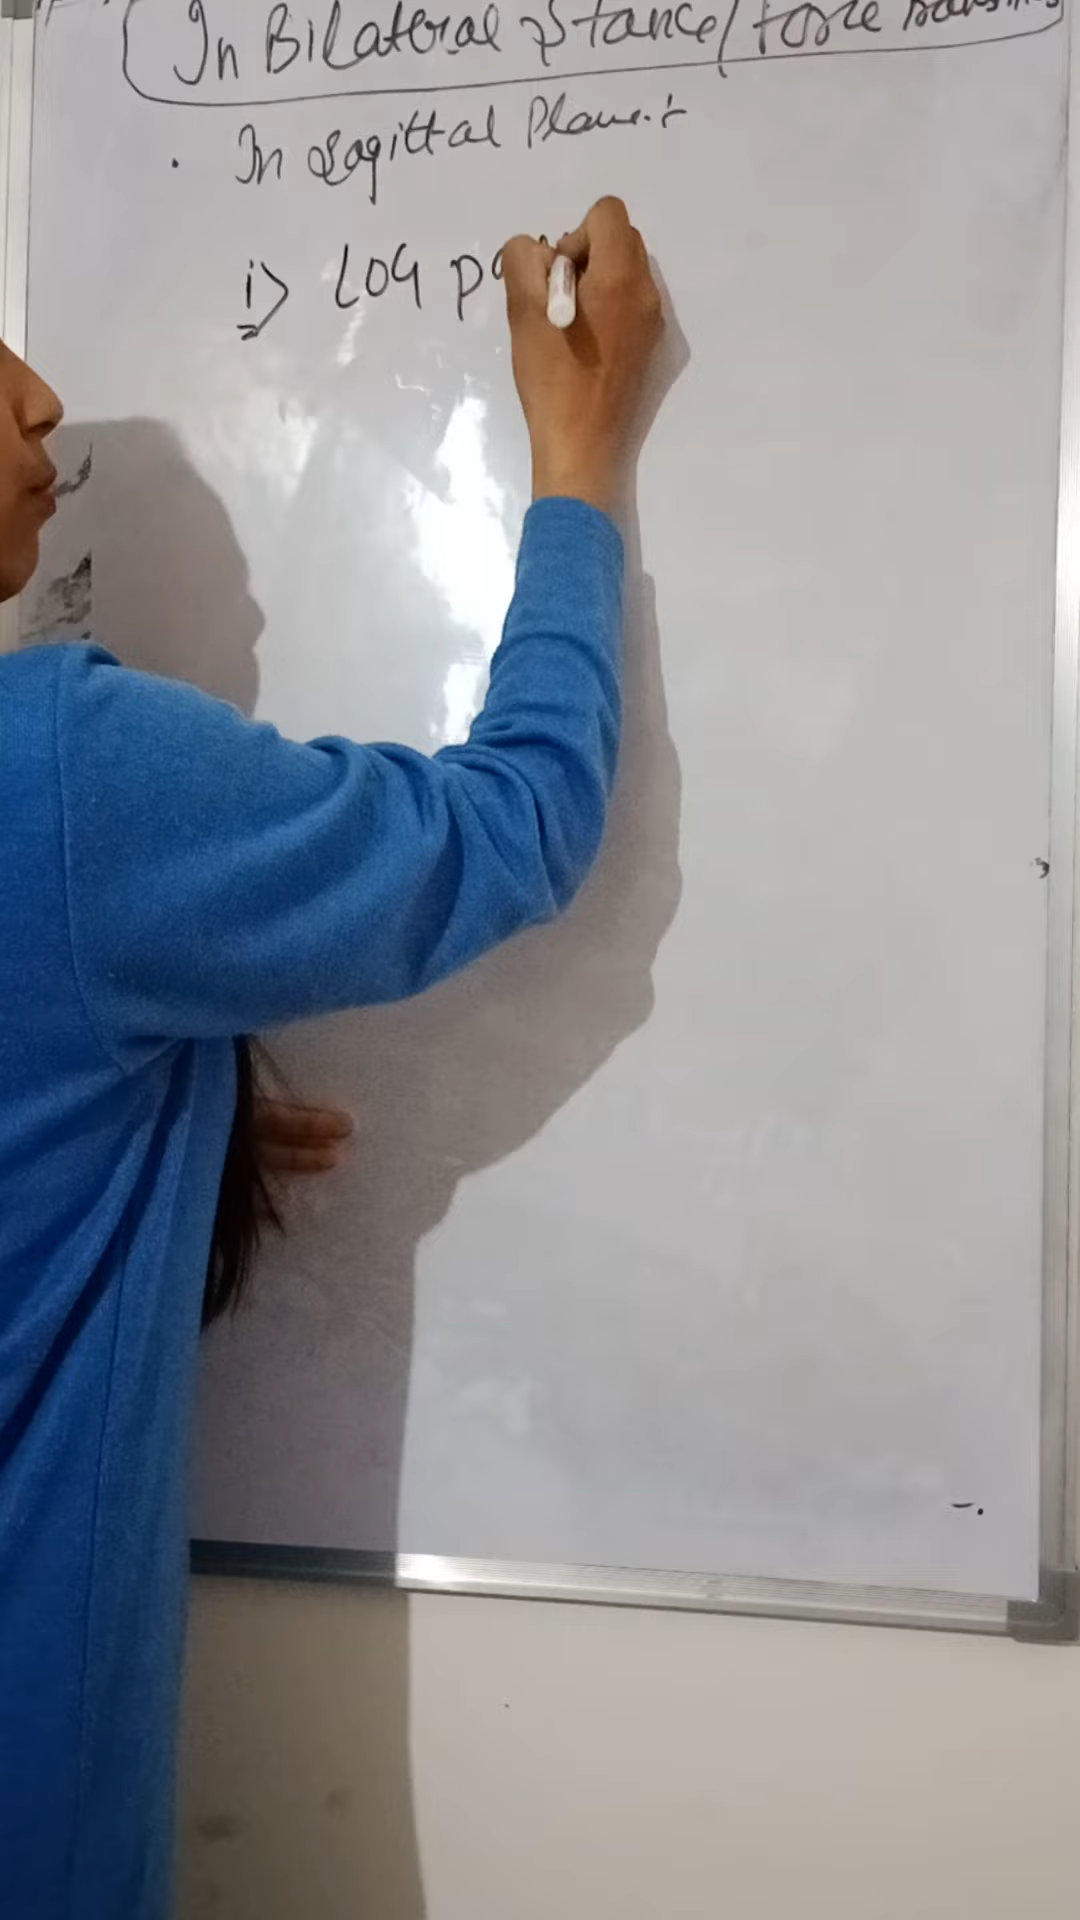 In Bilateral Stance/ force
• In Sagittal Plane:-
i> LOG